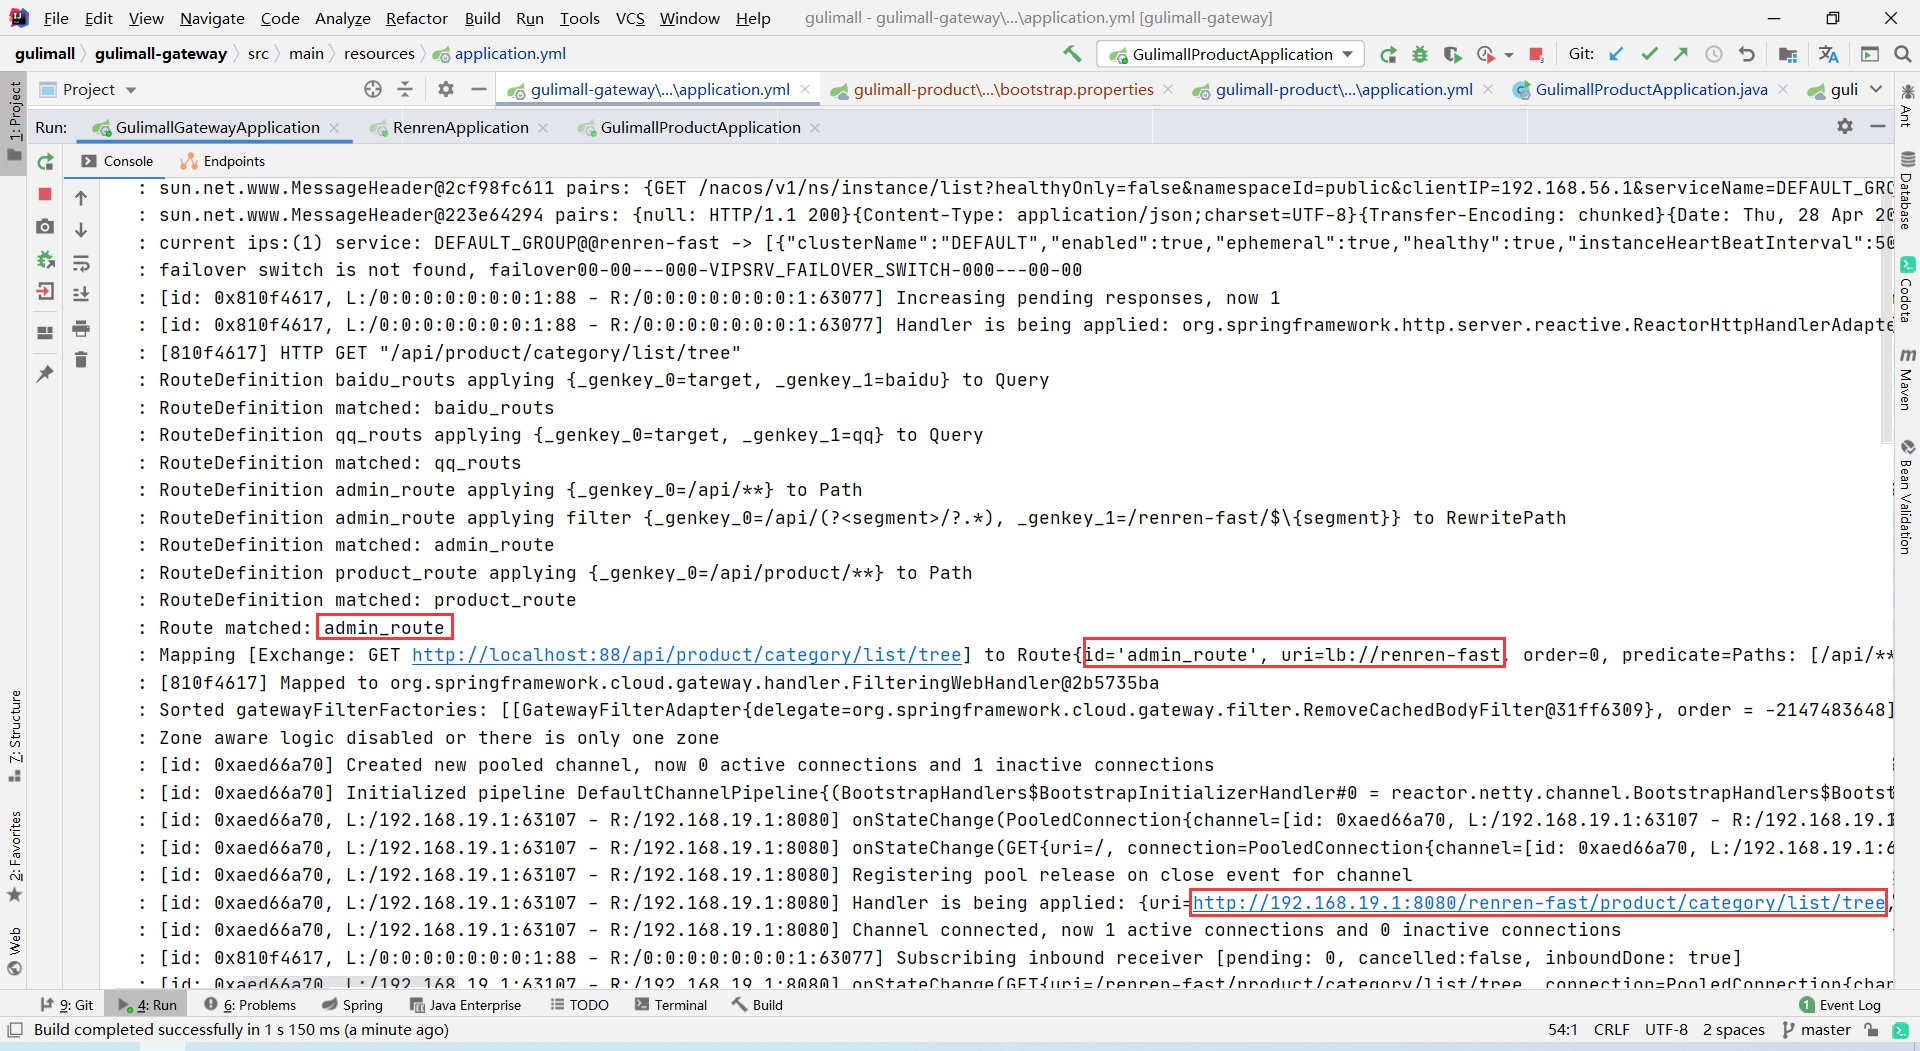 File Edit View Navigate Code Analyze Refactor Build Run Tools VCS Window Help gulimall - gulimall-gateway\...\application.yml [gulimall-gateway]
gulimall gulimall-gateway src main resources application.yml GulimallProductApplication Git:
Project gulimall-gateway\...\application.yml gulimall-product\...\bootstrap.properties gulimall-product\...\application.yml GulimallProductApplication.java guli
Run: GulimallGatewayApplication RenrenApplication GulimallProductApplication
Console Endpoints
: sun.net.www.MessageHeader@2cf98fc611 pairs: {GET /nacos/v1/ns/instance/list?healthyOnly=false&namespaceId=public&clientIP=192.168.56.1&serviceName=DEFAULT_GRO
: sun.net.www.MessageHeader@223e64294 pairs: {null: HTTP/1.1 200}{Content-Type: application/json;charset=UTF-8}{Transfer-Encoding: chunked}{Date: Thu, 28 Apr 20
: current ips:(1) service: DEFAULT_GROUP@@renren-fast -> [{"clusterName":"DEFAULT","enabled":true,"ephemeral":true,"healthy":true,"instanceHeartBeatInterval":50
: failover switch is not found, failover00-00---000-VIPSRV_FAILOVER_SWITCH-000---00-00
: [id: 0x810f4617, L:/0:0:0:0:0:0:0:1:88 - R:/0:0:0:0:0:0:0:1:63077] Increasing pending responses, now 1
: [id: 0x810f4617, L:/0:0:0:0:0:0:0:1:88 - R:/0:0:0:0:0:0:0:1:63077] Handler is being applied: org.springframework.http.server.reactive.ReactorHttpHandlerAdapte
: [810f4617] HTTP GET "/api/product/category/list/tree"
: RouteDefinition baidu_routs applying {_genkey_0=target, _genkey_1=baidu} to Query
: RouteDefinition matched: baidu_routs
: RouteDefinition qq_routs applying {_genkey_0=target, _genkey_1=qq} to Query
: RouteDefinition matched: qq_routs
: RouteDefinition admin_route applying {_genkey_0=/api/**} to Path
: RouteDefinition admin_route applying filter {_genkey_0=/api/(?<segment>/?.*), _genkey_1=/renren-fast/$\{segment}} to RewritePath
: RouteDefinition matched: admin_route
: RouteDefinition product_route applying {_genkey_0=/api/product/**} to Path
: RouteDefinition matched: product_route
: Route matched: admin_route
: Mapping [Exchange: GET http://localhost:88/api/product/category/list/tree] to Route{id='admin_route', uri=lb://renren-fast, order=0, predicate=Paths: [/api/**
: [810f4617] Mapped to org.springframework.cloud.gateway.handler.FilteringWebHandler@2b5735ba
: Sorted gatewayFilterFactories: [[GatewayFilterAdapter{delegate=org.springframework.cloud.gateway.filter.RemoveCachedBodyFilter@31ff6309}, order = -2147483648]
: Zone aware logic disabled or there is only one zone
: [id: 0xaed66a70] Created new pooled channel, now 0 active connections and 1 inactive connections
: [id: 0xaed66a70] Initialized pipeline DefaultChannelPipeline{(BootstrapHandlers$BootstrapInitializerHandler#0 = reactor.netty.channel.BootstrapHandlers$Bootst
: [id: 0xaed66a70, L:/192.168.19.1:63107 - R:/192.168.19.1:8080] onStateChange(PooledConnection{channel=[id: 0xaed66a70, L:/192.168.19.1:63107 - R:/192.168.19.1
: [id: 0xaed66a70, L:/192.168.19.1:63107 - R:/192.168.19.1:8080] onStateChange(GET{uri=/, connection=PooledConnection{channel=[id: 0xaed66a70, L:/192.168.19.1:6
: [id: 0xaed66a70, L:/192.168.19.1:63107 - R:/192.168.19.1:8080] Registering pool release on close event for channel
: [id: 0xaed66a70, L:/192.168.19.1:63107 - R:/192.168.19.1:8080] Handler is being applied: {uri=http://192.168.19.1:8080/renren-fast/product/category/list/tree,
: [id: 0xaed66a70, L:/192.168.19.1:63107 - R:/192.168.19.1:8080] Channel connected, now 1 active connections and 0 inactive connections
: [id: 0x810f4617, L:/0:0:0:0:0:0:0:1:88 - R:/0:0:0:0:0:0:0:1:63077] Subscribing inbound receiver [pending: 0, cancelled:false, inboundDone: true]
: [id: 0xaed66a70, L:/192.168.19.1:63107 - R:/192.168.19.1:8080] onStateChange(GET{uri=/renren-fast/product/category/list/tree, connection=PooledConnection{chan
1: Project
7: Structure
2: Favorites
Web
Ant
Database
Codota
Maven
Bean Validation
9: Git 4: Run 6: Problems Spring Java Enterprise TODO Terminal Build 1 Event Log
Build completed successfully in 1 s 150 ms (a minute ago) 54:1 CRLF UTF-8 2 spaces master